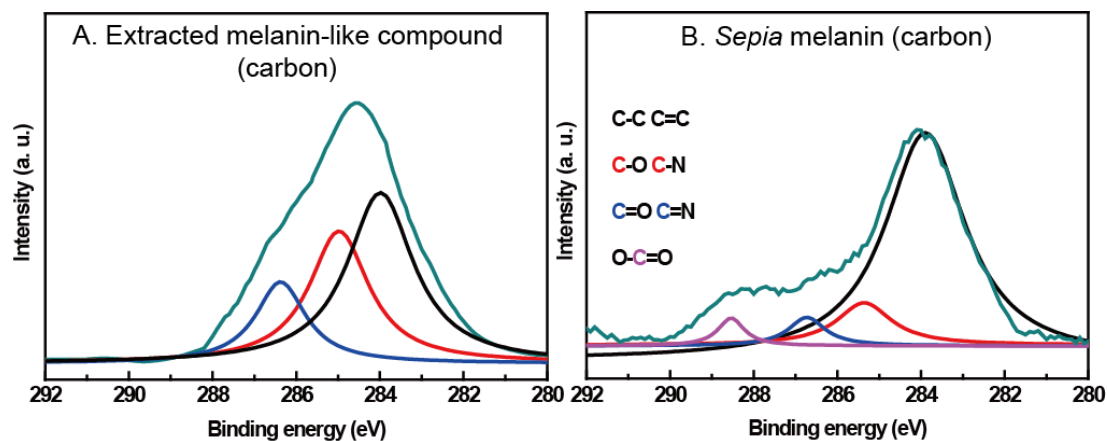 A. Extracted melanin-like compound
(carbon)
Intensity (a. u.)
292 290 288 286 284 282 280
Binding energy (eV)
B. Sepia melanin (carbon)
C-C C=C
C-O C-N
C=O C=N
O-C=O
Intensity (a. u.)
292 290 288 286 284 282 280
Binding energy (eV)